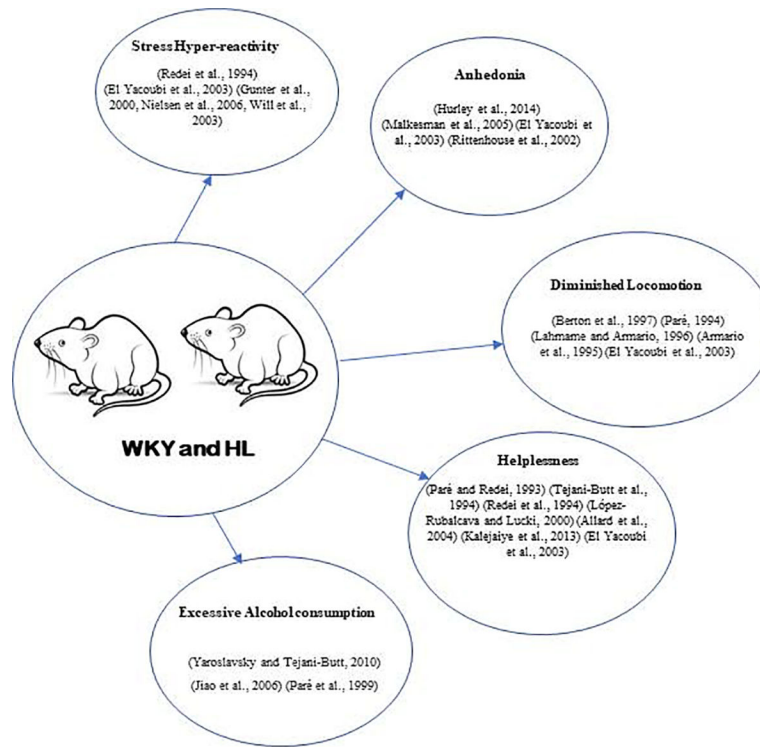 Stress Hyper-reactivity
(Redei et al., 1994)
(El Yacoubi et al., 2003) (Gunter et al.,
2000, Nielsen et al., 2006, Will et al.,
2003)
Anhedonia
(Hurley et al., 2014)
(Malkesman et al., 2005) (El Yacoubi et
al., 2003) (Rittenhouse et al., 2002)
Diminished Locomotion
(Berton et al., 1997) (Paré, 1994)
(Lahmame and Armario, 1996) (Armario
et al., 1995) (El Yacoubi et al., 2003)
WKY and HL
Helplessness
(Paré and Redei, 1993) (Tejani-Butt et al.,
1994) (Redei et al., 1994) (López-
Rubalcava and Lucki, 2000) (Allard et al.,
2004) (Kalejaiye et al., 2013) (El Yacoubi
et al., 2003)
Excessive Alcohol consumption
(Yaroslavsky and Tejani-Butt, 2010)
(Jiao et al., 2006) (Paré et al., 1999)